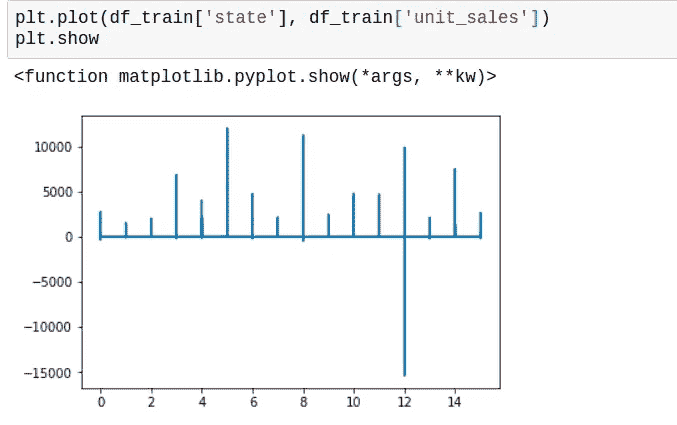 plt.plot(df_train['state'], df_train['unit_sales'])
plt.show
<function matplotlib.pyplot.show(*args, **kw)>
10000
5000
0
−5000
−10000
−15000
0 2 4 6 8 10 12 14